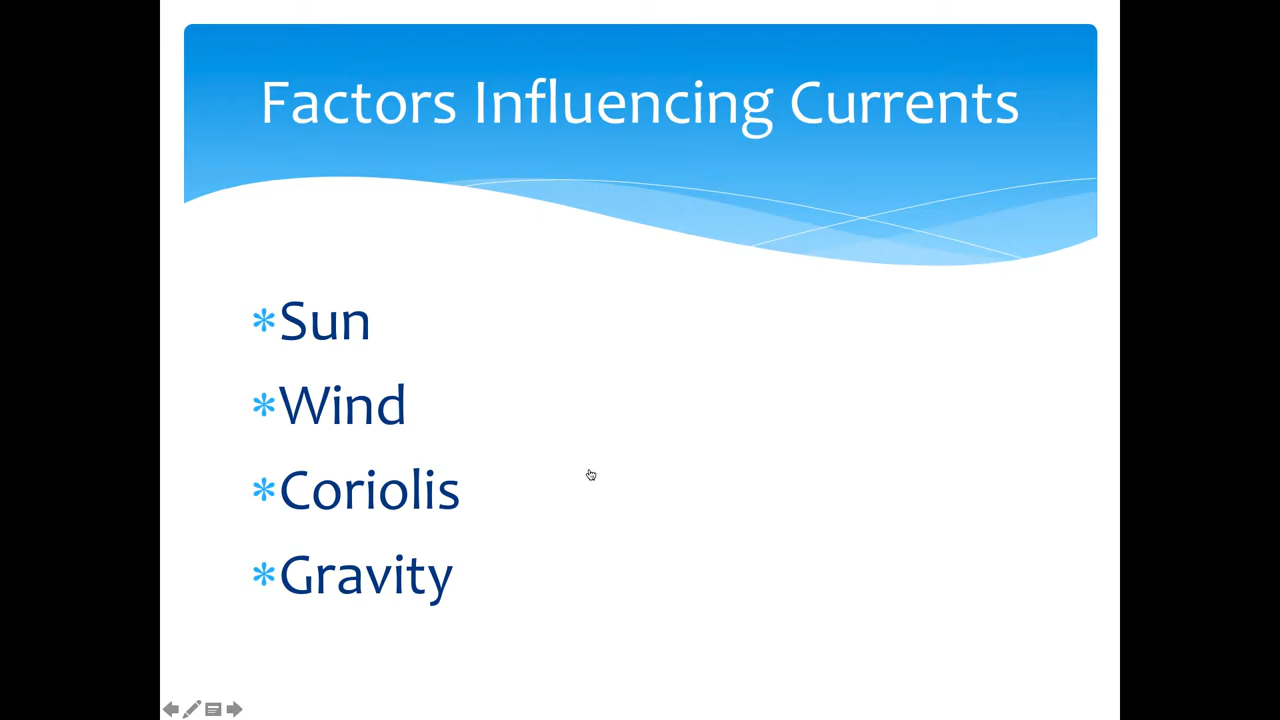 Factors Influencing Currents
*Sun
*Wind
*Coriolis
*Gravity